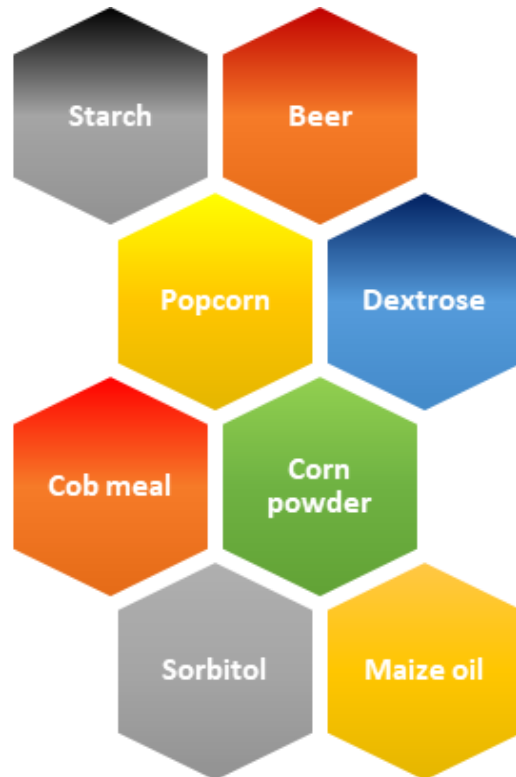 Starch
Beer
Popcorn
Dextrose
Cob meal
Corn
powder
Sorbitol
Maize oil